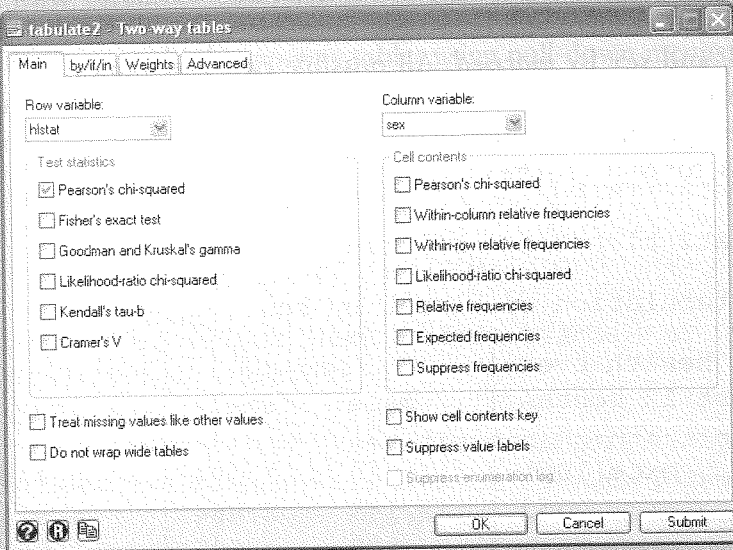 tabulate2 - Two-way tables
Main by/if/in Weights Advanced
Row variable:
hlstat
Column variable:
sex
Test statistics
Pearson's chi-squared
Fisher's exact test
Goodman and Kruskal's gamma
Likelihood-ratio chi-squared
Kendall's tau-b
Cramer's V
Cell contents
Pearson's chi-squared
Within-column relative frequencies
Within-row relative frequencies
Likelihood-ratio chi-squared
Relative frequencies
Expected frequencies
Suppress frequencies
Treat missing values like other values
Do not wrap wide tables
Show cell contents key
Suppress value labels
Suppress enumeration log
OK Cancel Submit